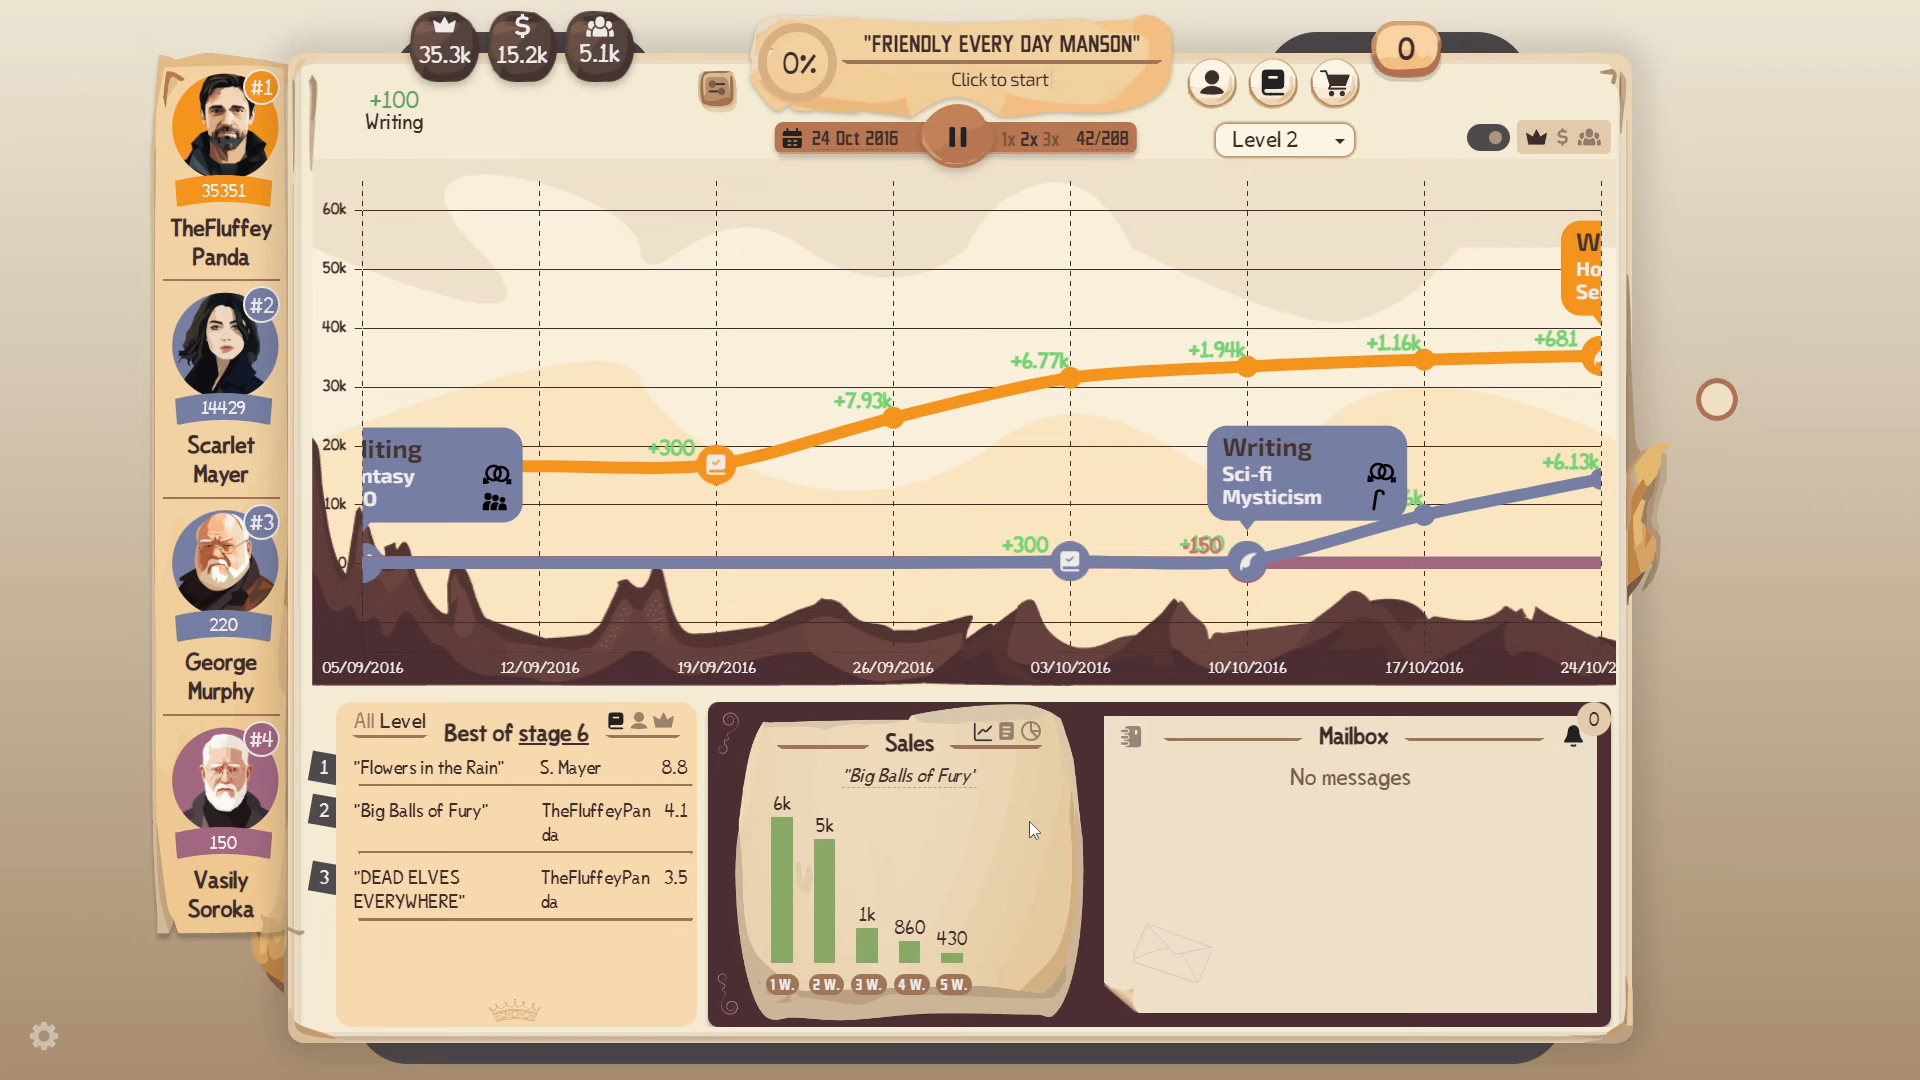 35.3k
15.2k
5.1k
0%
"FRIENDLY EVERY DAY MANSON"
Click to start
0
+100
Writing
24 Oct 2016
1x 2x 3x
42/208
Level 2
#1
35351
TheFluffey
Panda
#2
14429
Scarlet
Mayer
#3
220
George
Murphy
#4
150
Vasily
Soroka
60k
50k
40k
30k
20k
10k
0
+300
+7.93k
+6.77k
+1.94k
+1.16k
+681
W
Ho
Se
iting
ntasy
O
Writing
Sci-fi
Mysticism
+300
+150
+6.13k
05/09/2016
12/09/2016
19/09/2016
26/09/2016
03/10/2016
10/10/2016
17/10/2016
24/10/2
All Level
Best of stage 6
1 "Flowers in the Rain" S. Mayer 8.8
2 "Big Balls of Fury" TheFluffeyPan 4.1
da
3 "DEAD ELVES TheFluffeyPan 3.5
EVERYWHERE" da
Sales
"Big Balls of Fury"
6k
5k
1k
860
430
1 W. 2 W. 3 W. 4 W. 5 W.
Mailbox
0
No messages